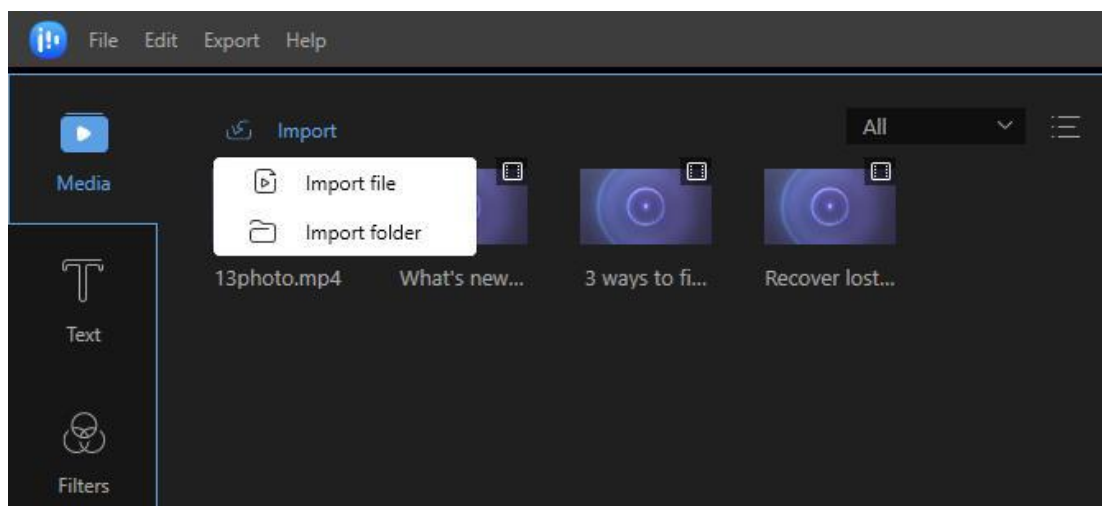 File Edit Export Help
Import
All
Media
Import file
Import folder
13photo.mp4 What's new... 3 ways to fi... Recover lost...
Text
Filters